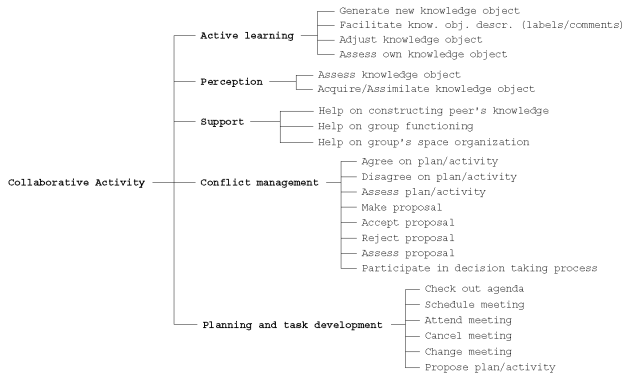 Generate new knowledge object
Facilitate know. obj. descr. (labels/comments)
Active learning
Adjust knowledge object
Assess own knowledge object
Assess knowledge object
Perception
Acquire/Assimilate knowledge object
Help on constructing peer's knowledge
Support
Help on group functioning
Help on group's space organization
Agree on plan/activity
Disagree on plan/activity
Collaborative Activity
Conflict management
Assess plan/activity
Make proposal
Accept proposal
Reject proposal
Assess proposal
Participate in decision taking process
Check out agenda
Schedule meeting
Planning and task development
Attend meeting
Cancel meeting
Change meeting
Propose plan/activity